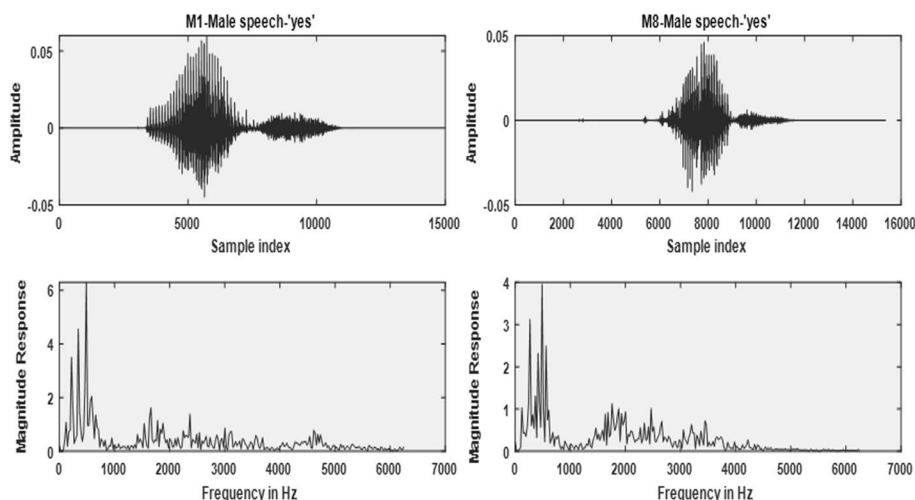 M1-Male speech-'yes'
Amplitude
0.05
0
-0.05
0 5000 10000 15000
Sample index
M8-Male speech-'yes'
Amplitude
0.05
0
-0.05
0 2000 4000 6000 8000 10000 12000 14000 16000
Sample index
Magnitude Response
6
5
4
3
2
1
0
0 1000 2000 3000 4000 5000 6000 7000
Frequency in Hz
Magnitude Response
4
3
2
1
0
0 1000 2000 3000 4000 5000 6000 7000
Frequency in Hz